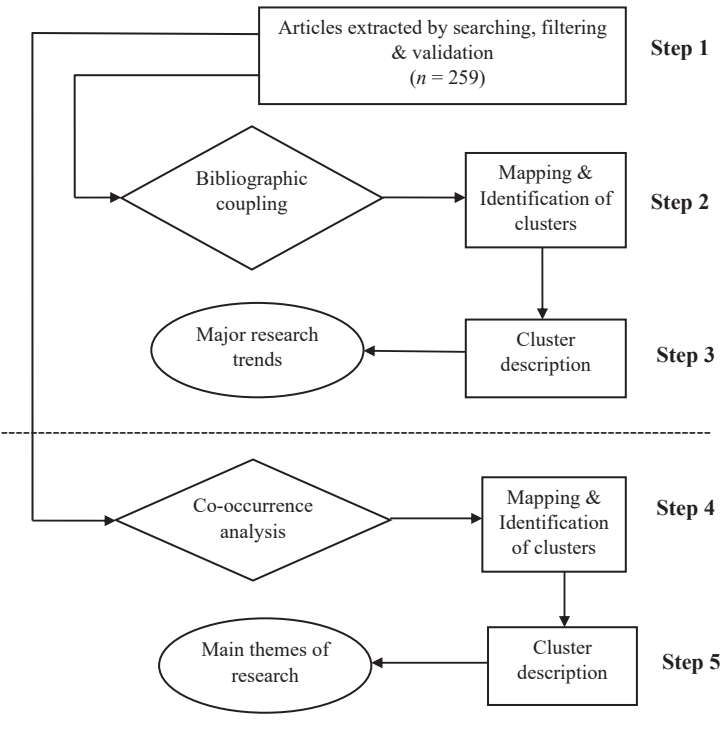 Articles extracted by searching, filtering
& validation
(n = 259)
Step 1
Bibliographic
coupling
Mapping &
Identification of
clusters
Step 2
Major research
trends
Cluster
description
Step 3
Co-occurrence
analysis
Mapping &
Identification
of clusters
Step 4
Main themes of
research
Cluster
description
Step 5